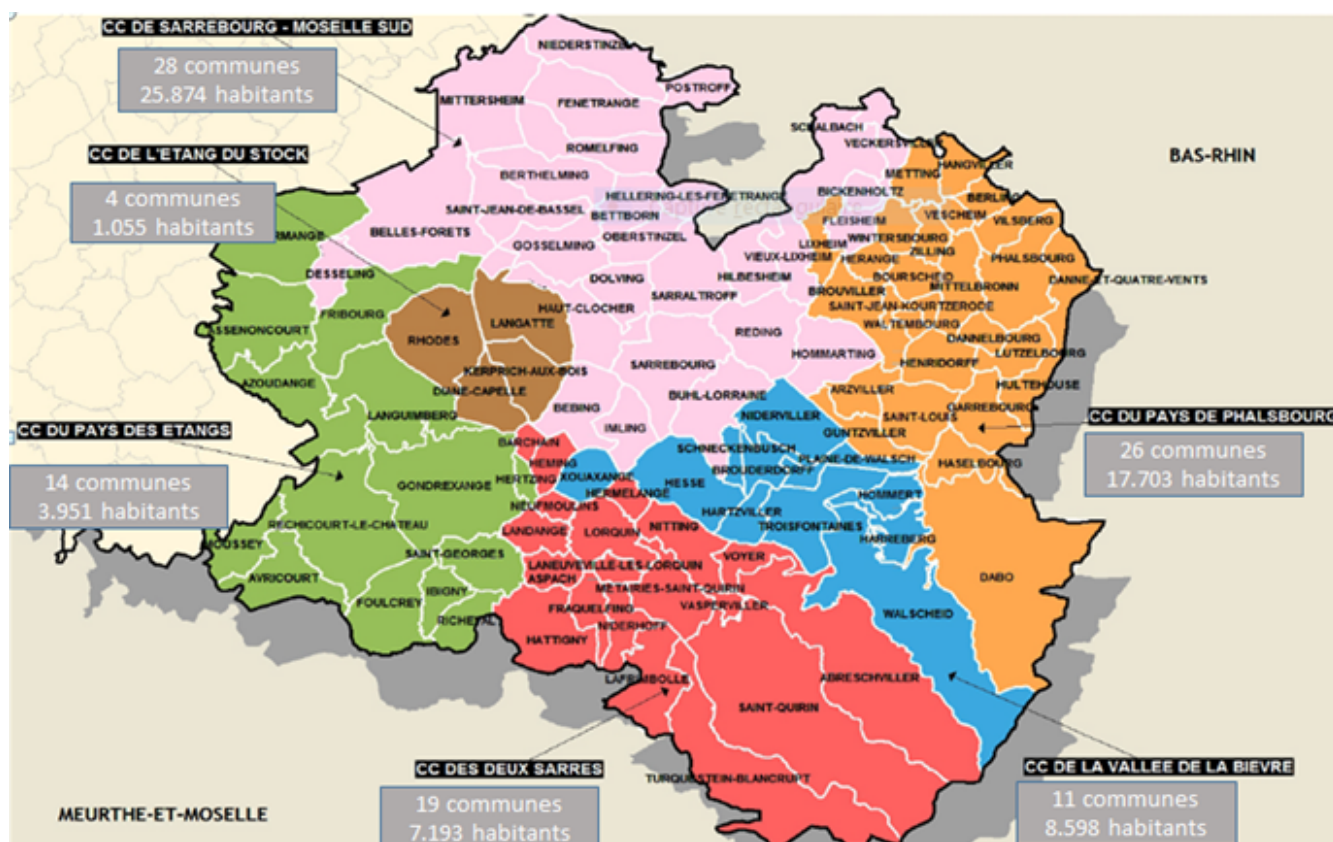 CC DE SARREBOURG - MOSELLE SUD
28 communes
25.874 habitants
CC DE L'ETANG DU STOCK
4 communes
1.055 habitants
CC DU PAYS DES ETANGS
14 communes
3.951 habitants
CC DU PAYS DE PHALSBOURG
26 communes
17.703 habitants
CC DES DEUX SARRES
19 communes
7.193 habitants
CC DE LA VALLEE DE LA BIEVRE
11 communes
8.598 habitants
BAS-RHIN
MEURTHE-ET-MOSELLE
NIEDERSTINZEL
POSTROFF
MITTERSHEIM
FENETRANGE
ROMELFING
BERTHELMING
HELLERING-LES-FENETRANGE
SAINT-JEAN-DE-BASSEL
BETTBORN
BELLES-FORETS
GOSSELMING
OBERSTINZEL
DESSELING
DOLVING
HILBESHEIM
VIEUX-LIXHEIM
HAUT-CLOCHER
SARRALTROFF
REDING
SARREBOURG
HOMMARTING
BUHL-LORRAINE
BEBING
IMLING
SCHALBACH
BICKENHOLTZ
FLEISHEIM
LIXHEIM
METTING
HANGVILLER
BERLING
VESCHEIM
VILSBERG
WINTERSBOURG
ZILLING
HERANGE
PHALSBOURG
BOURSCHEID
MITTELBRONN
DANNE-ET-QUATRE-VENTS
BROUVILLER
SAINT-JEAN-KOURTZERODE
WALTEMBOURG
DANNELBOURG
LUTZELBOURG
HENRIDORFF
HULTEHOUSE
ARZVILLER
SAINT-LOUIS
GARREBOURG
GUNTZVILLER
HASELBOURG
DABO
FRIBOURG
RHODES
LANGATTE
KERPRICH-AUX-BOIS
DIANE-CAPELLE
AZOUDANGE
LANGUIMBERG
GONDREXANGE
RECHICOURT-LE-CHATEAU
MOUSSEY
SAINT-GEORGES
AVRICOURT
IBIGNY
FOULCREY
RICHEVAL
BARCHAIN
HEMING
HERTZING
XOUAXANGE
HERMELANGE
NEUFMOULINS
LANDANGE
LORQUIN
NITTING
VOYER
LANEUVEVILLE-LES-LORQUIN
ASPACH
METAIRIES-SAINT-QUIRIN
VASPERVILLER
FRAQUELFING
NIDERHOFF
HATTIGNY
LAFRIMBOLLE
ABRESCHVILLER
SAINT-QUIRIN
TURQUESTEIN-BLANCRUPT
NIDERVILLER
SCHNECKENBUSCH
BROUDERDORFF
PLAINE-DE-WALSCH
HESSE
HOMMERT
HARTZVILLER
TROISFONTAINES
HARREBERG
WALSCHEID